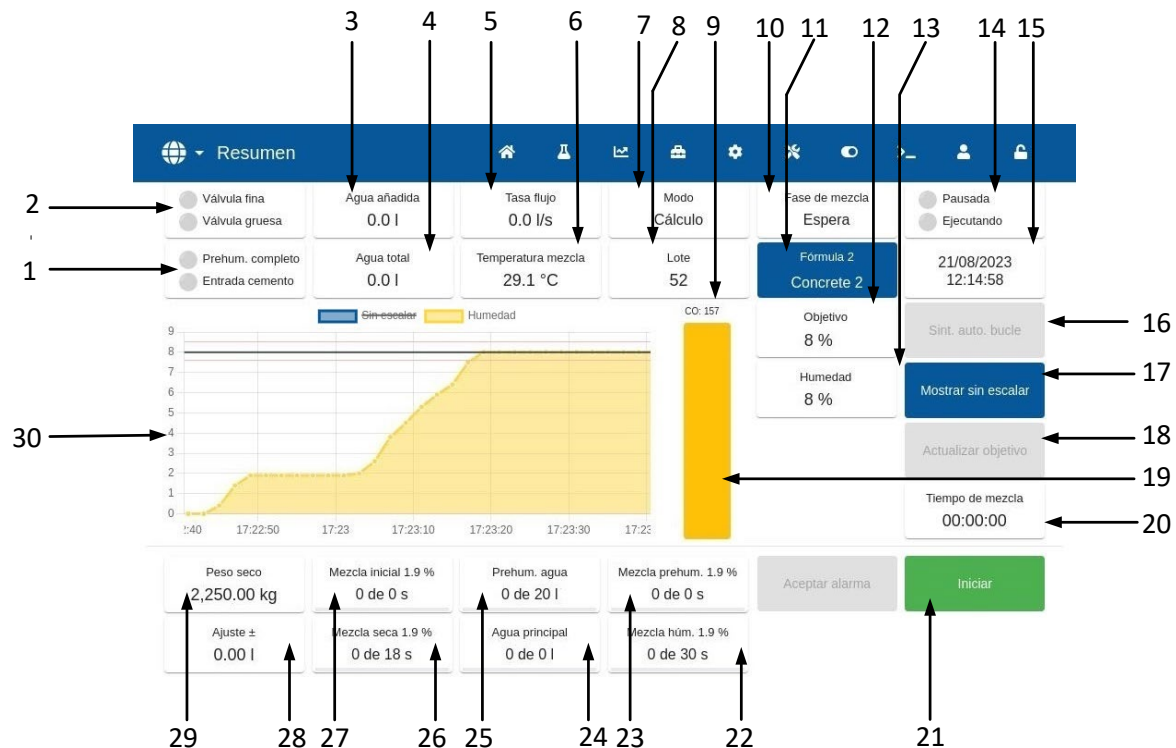 3 4 5 6 7 8 9 10 11 12 13 14 15
Resumen
2
Válvula fina
Válvula gruesa
Agua añadida
0.0 l
Tasa flujo
0.0 l/s
Modo
Cálculo
Fase de mezcla
Espera
Pausada
Ejecutando
1
Prehum. completo
Entrada cemento
Agua total
0.0 l
Temperatura mezcla
29.1 °C
Lote
52
Fórmula 2
Concrete 2
21/08/2023
12:14:58
Sin escalar Humedad
CO: 157
Objetivo
8 %
Sint. auto. bucle
16
Humedad
8 %
Mostrar sin escalar
17
Actualizar objetivo
18
19
Tiempo de mezcla
00:00:00
20
30
9
8
7
6
5
4
3
2
1
0
:40 17:22:50 17:23 17:23:10 17:23:20 17:23:30 17:23
Peso seco
2,250.00 kg
Mezcla inicial 1.9 %
0 de 0 s
Prehum. agua
0 de 20 l
Mezcla prehum. 1.9 %
0 de 0 s
Aceptar alarma
Iniciar
Ajuste ±
0.00 l
Mezcla seca 1.9 %
0 de 18 s
Agua principal
0 de 0 l
Mezcla húm. 1.9 %
0 de 30 s
29 28 27 26 25 24 23 22 21